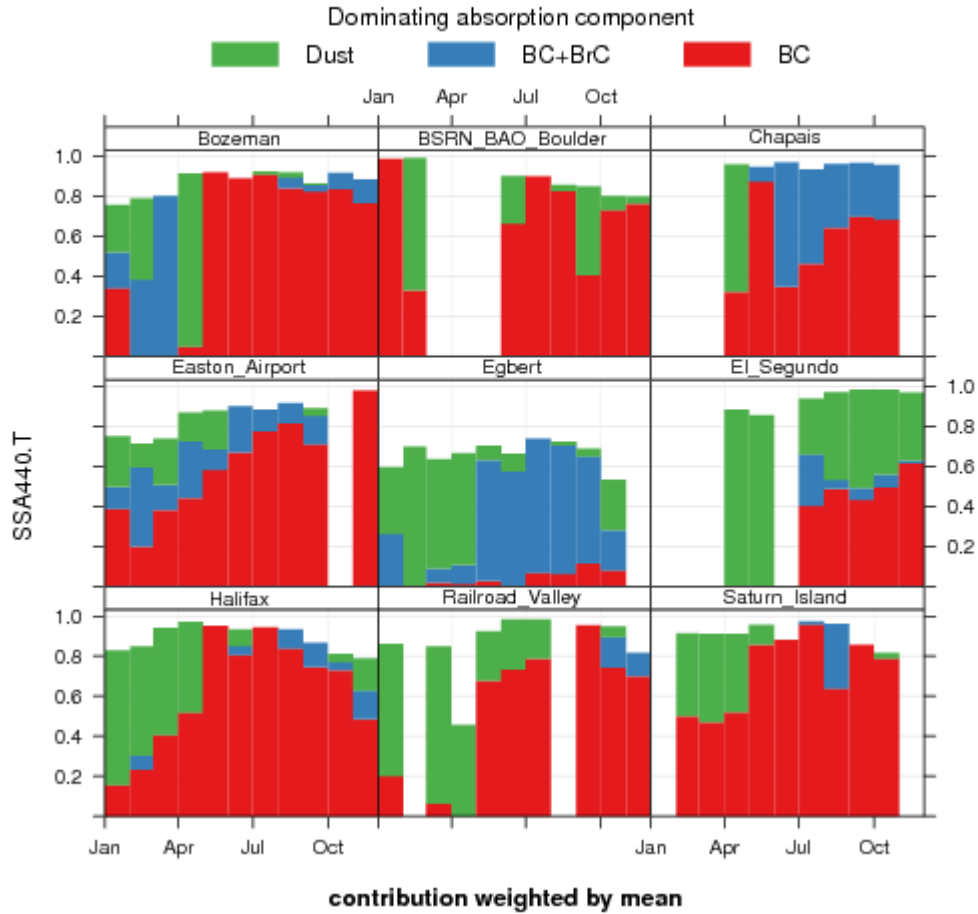 Dominating absorption component
Dust BC+BrC BC
Jan Apr Jul Oct
Bozeman BSRN_BAO_Boulder Chapais
1.0
0.8
0.6
0.4
0.2
Easton_Airport Egbert El_Segundo
1.0
0.8
0.6
0.4
0.2
SSA440.T
Halifax Railroad_Valley Saturn_Island
1.0
0.8
0.6
0.4
0.2
Jan Apr Jul Oct Jan Apr Jul Oct
contribution weighted by mean